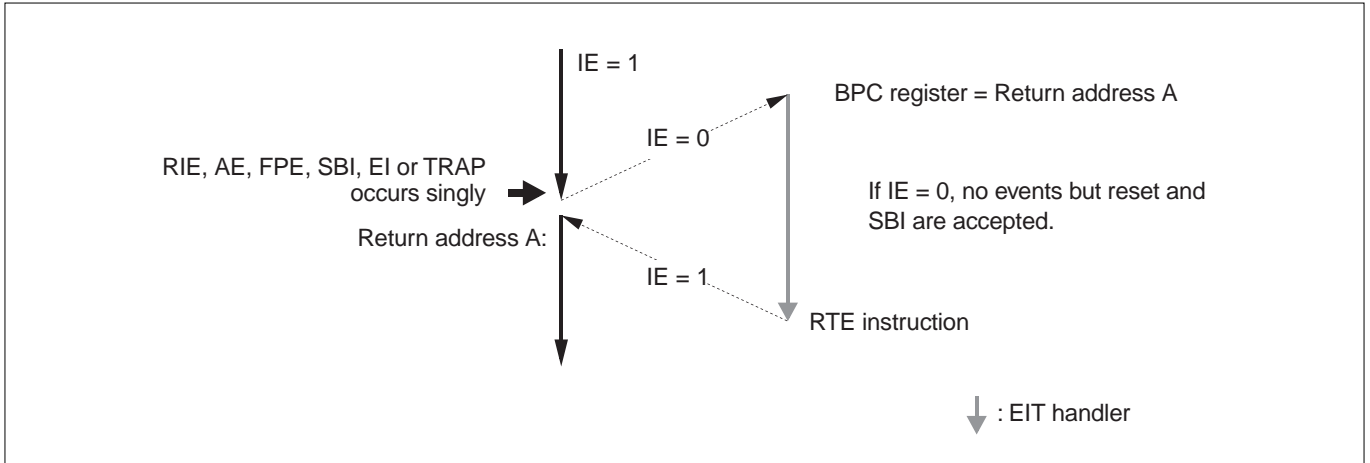 IE = 1
BPC register = Return address A
IE = 0
RIE, AE, FPE, SBI, EI or TRAP
occurs singly
If IE = 0, no events but reset and
SBI are accepted.
Return address A:
IE = 1
RTE instruction
: EIT handler